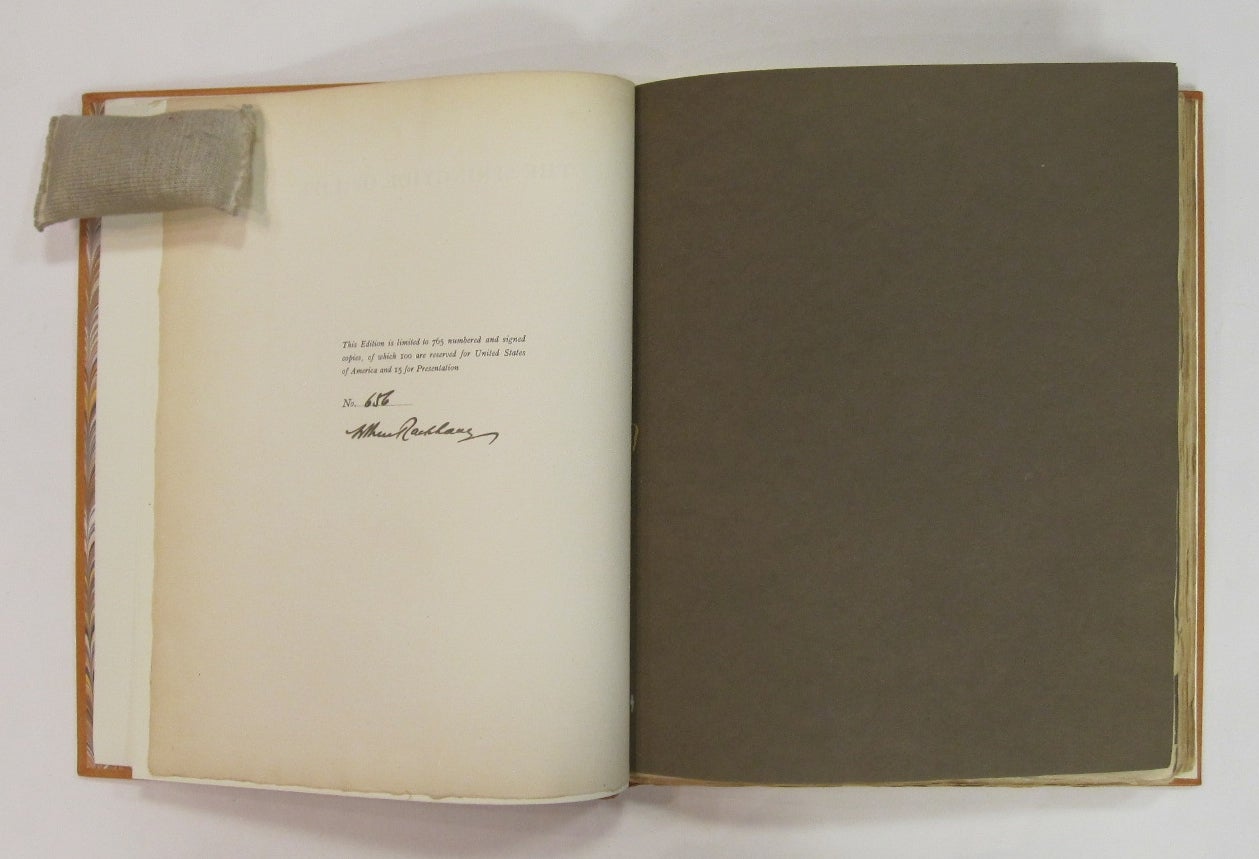 This Edition is limited to 765 numbered and signed
copies, of which 100 are reserved for United States
of America and 15 for Presentation
No. 656
Arthur Rackham